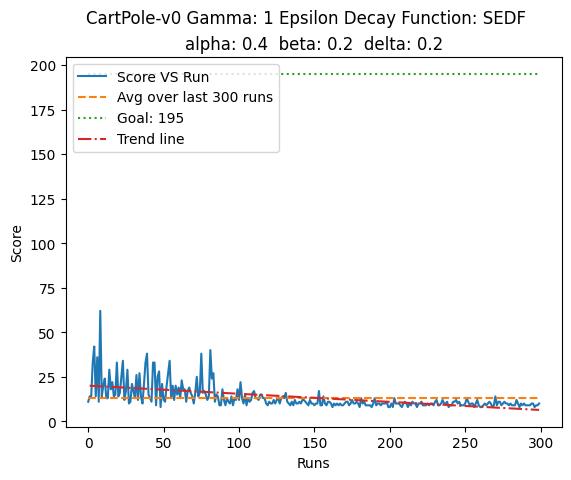 CartPole-v0 Gamma: 1 Epsilon Decay Function: SEDF
alpha: 0.4 beta: 0.2 delta: 0.2
Score VS Run
Avg over last 300 runs
Goal: 195
Trend line
200
175
150
125
100
75
50
25
0
Score
0 50 100 150 200 250 300
Runs